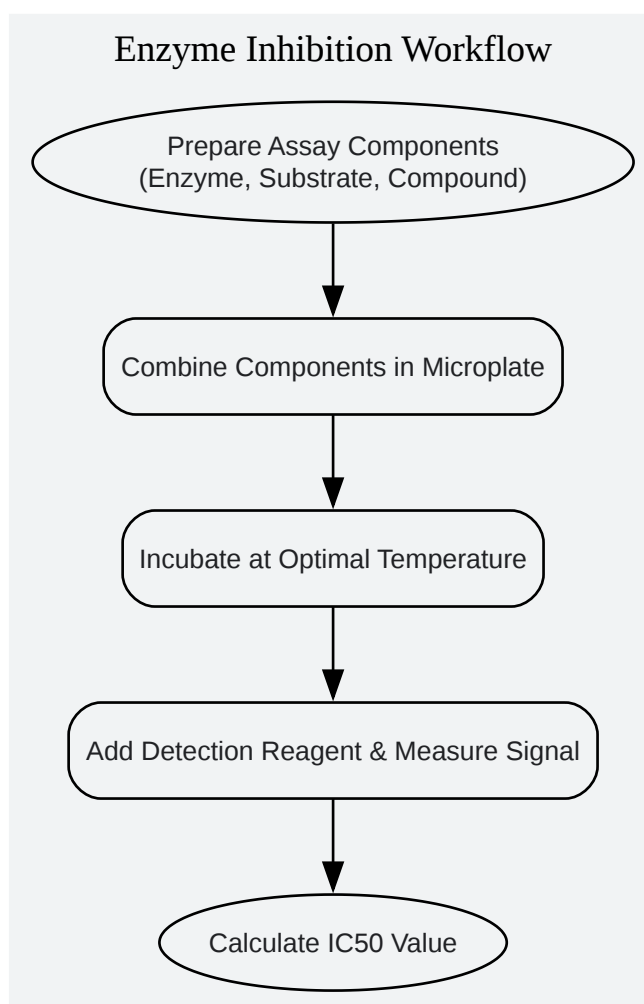 Enzyme Inhibition Workflow
Prepare Assay Components
(Enzyme, Substrate, Compound)
Combine Components in Microplate
Incubate at Optimal Temperature
Add Detection Reagent & Measure Signal
Calculate IC50 Value